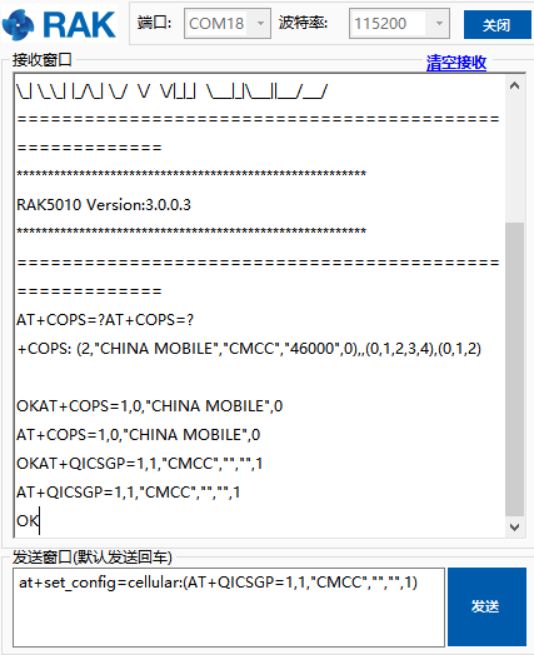 RAK 端口: COM18 波特率: 115200 关闭
接收窗口 清空接收
\_| \_\_| |_/\_| \_/  \/  \/|_|_|  \__|_|\__||__/__/
===========================================
=============
********************************************************
RAK5010 Version:3.0.0.3
********************************************************
===========================================
=============
AT+COPS=?AT+COPS=?
+COPS: (2,"CHINA MOBILE","CMCC","46000",0),,(0,1,2,3,4),(0,1,2)
OKAT+COPS=1,0,"CHINA MOBILE",0
AT+COPS=1,0,"CHINA MOBILE",0
OKAT+QICSGP=1,1,"CMCC","","",1
AT+QICSGP=1,1,"CMCC","","",1
OK
发送窗口(默认发送回车)
at+set_config=cellular:(AT+QICSGP=1,1,"CMCC","","",1)
发送